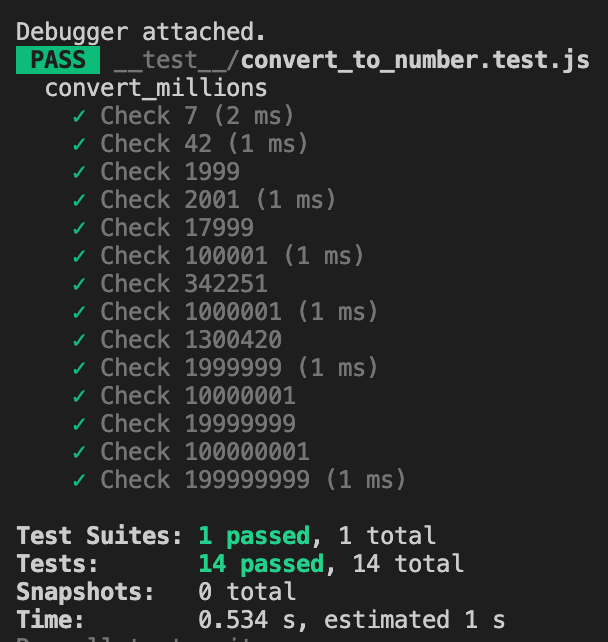 Debugger attached.
PASS __test__/convert_to_number.test.js
convert_millions
✓ Check 7 (2 ms)
✓ Check 42 (1 ms)
✓ Check 1999
✓ Check 2001 (1 ms)
✓ Check 17999
✓ Check 100001 (1 ms)
✓ Check 342251
✓ Check 1000001 (1 ms)
✓ Check 1300420
✓ Check 1999999 (1 ms)
✓ Check 10000001
✓ Check 19999999
✓ Check 100000001
✓ Check 199999999 (1 ms)
Test Suites: 1 passed, 1 total
Tests: 14 passed, 14 total
Snapshots: 0 total
Time: 0.534 s, estimated 1 s